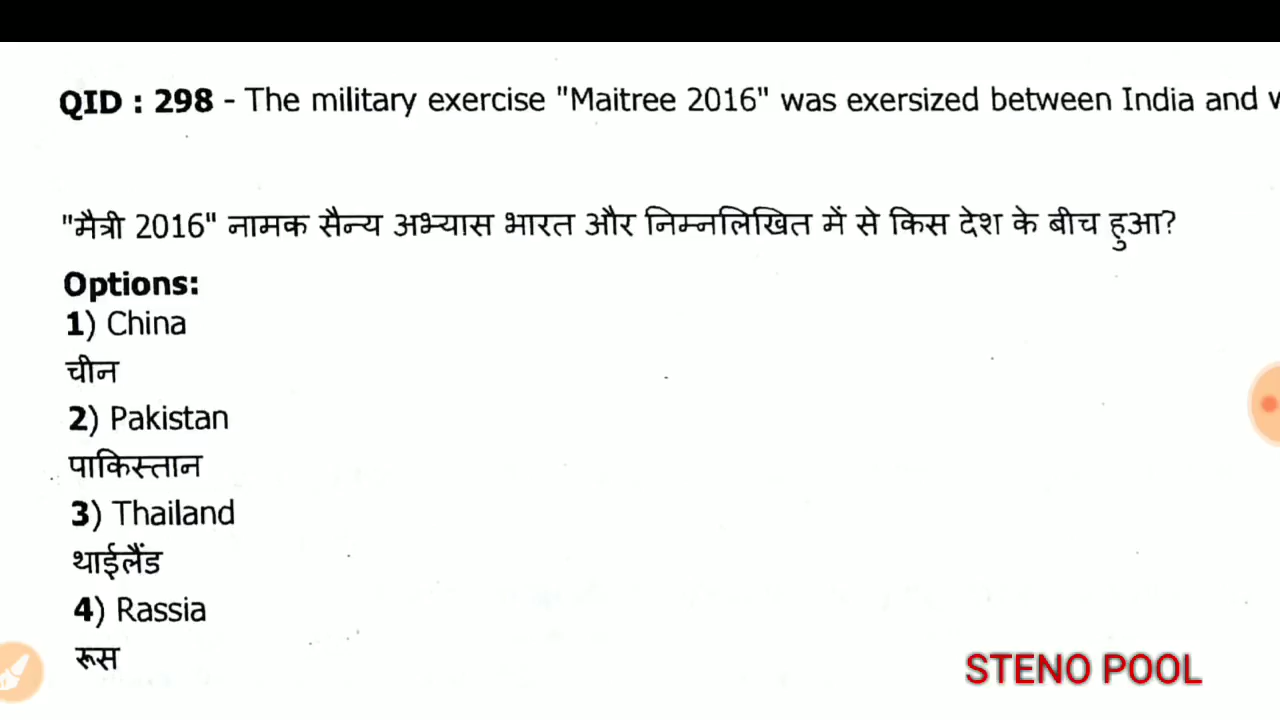 QID : 298 - The military exercise "Maitree 2016" was exersized between India and
"मैत्री 2016" नामक सैन्य अभ्यास भारत और निम्नलिखित में से किस देश के बीच हुआ?
Options:
1) China
चीन
2) Pakistan
पाकिस्तान
3) Thailand
थाईलैंड
4) Rassia
रूस
STENO POOL